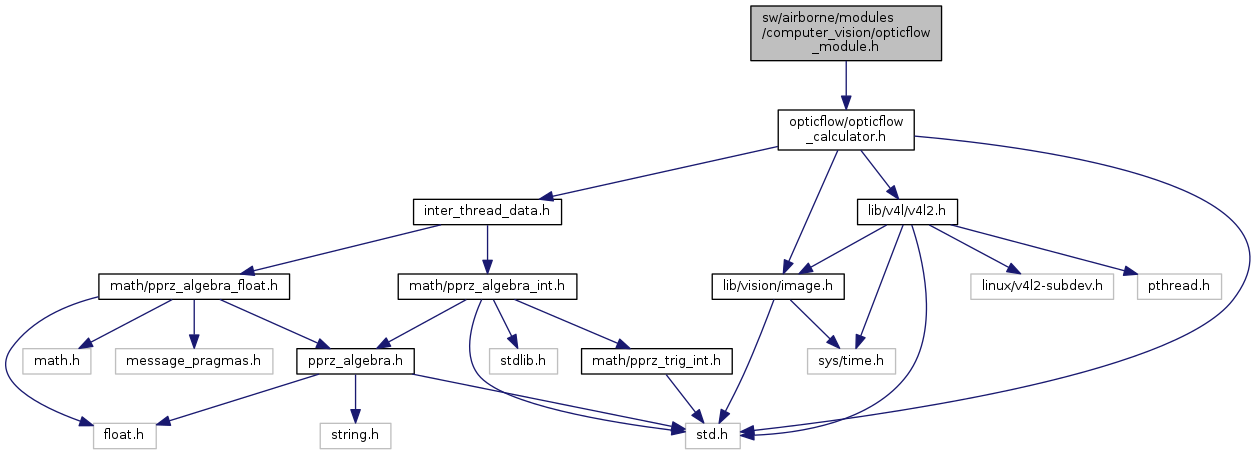 sw/airborne/modules
/computer_vision/opticflow
_module.h
opticflow/opticflow
_calculator.h
inter_thread_data.h
lib/v4l/v4l2.h
math/pprz_algebra_float.h
math/pprz_algebra_int.h
lib/vision/image.h
linux/v4l2-subdev.h
pthread.h
math.h
message_pragmas.h
pprz_algebra.h
stdlib.h
math/pprz_trig_int.h
sys/time.h
float.h
string.h
std.h